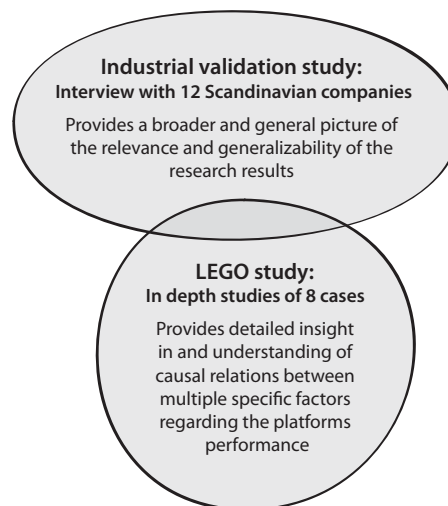 Industrial validation study:
Interview with 12 Scandinavian companies
Provides a broader and general picture of
the relevance and generalizability of the
research results
LEGO study:
In depth studies of 8 cases
Provides detailed insight
in and understanding of
causal relations between
multiple specific factors
regarding the platforms
performance